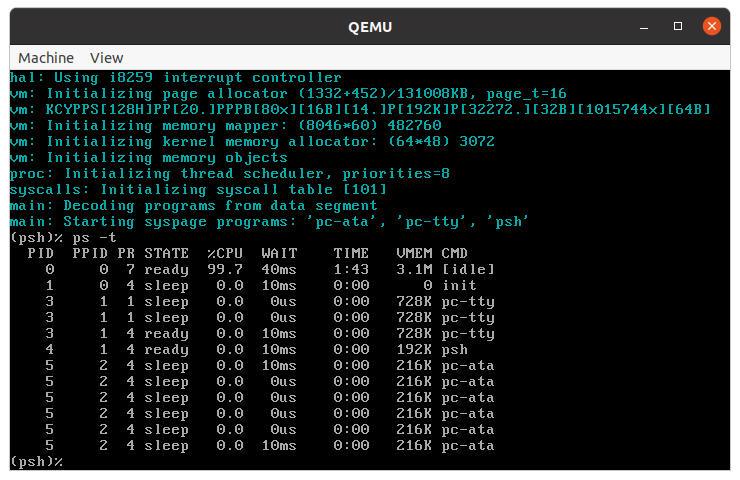 QEMU
Machine View
hal: Using i8259 interrupt controller
vm: Initializing page allocator (1332+452)/131008KB, page_t=16
vm: KCYPPS[128H]PP[20.]PPPB[80x][16B][14.]P[192K]P[32272.][32B][1015744x][64B]
vm: Initializing memory mapper: (8046*60) 482760
vm: Initializing kernel memory allocator: (64*48) 3072
vm: Initializing memory objects
proc: Initializing thread scheduler, priorities=8
syscalls: Initializing syscall table [101]
main: Decoding programs from data segment
main: Starting syspage programs: 'pc-ata', 'pc-tty', 'psh'
(psh)% ps -t
PID PPID PR STATE %CPU WAIT TIME VMEM CMD
0 0 7 ready 99.7 40ms 1:43 3.1M [idle]
1 0 4 sleep 0.0 10ms 0:00 0 init
3 1 1 sleep 0.0 0us 0:00 728K pc-tty
3 1 1 sleep 0.0 0us 0:00 728K pc-tty
3 1 4 ready 0.0 10ms 0:00 728K pc-tty
4 1 4 ready 0.0 10ms 0:00 192K psh
5 2 4 sleep 0.0 10ms 0:00 216K pc-ata
5 2 4 sleep 0.0 0us 0:00 216K pc-ata
5 2 4 sleep 0.0 0us 0:00 216K pc-ata
5 2 4 sleep 0.0 0us 0:00 216K pc-ata
5 2 4 sleep 0.0 0us 0:00 216K pc-ata
5 2 4 sleep 0.0 10ms 0:00 216K pc-ata
(psh)%